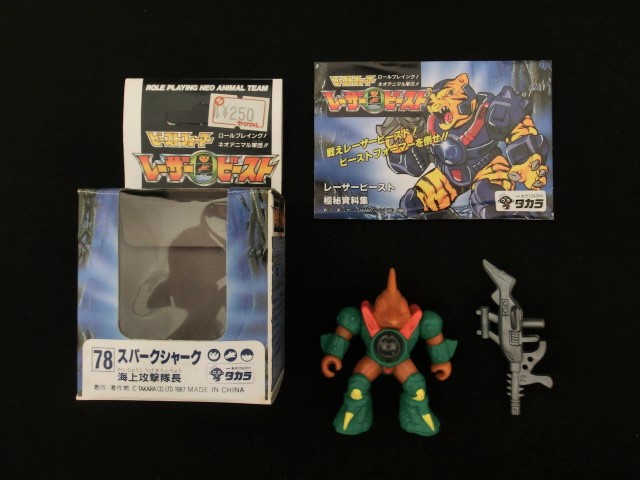 ROLE PLAYING NEO ANIMAL TEAM
¥250
ビーストフォーマー
ロールプレイング!
ネオアニマル軍団!!
レーザービースト
78
スパークシャーク
海上攻撃隊長
タカラ
創作・著作物 © TAKARA CO.,LTD 1987 MADE IN CHINA
ビーストフォーマー
ロールプレイング!
ネオアニマル軍団!!
レーザービースト
戦えレーザービースト!
ビーストフォーマーを倒せ!!
レーザービースト
極秘資料集
タカラ